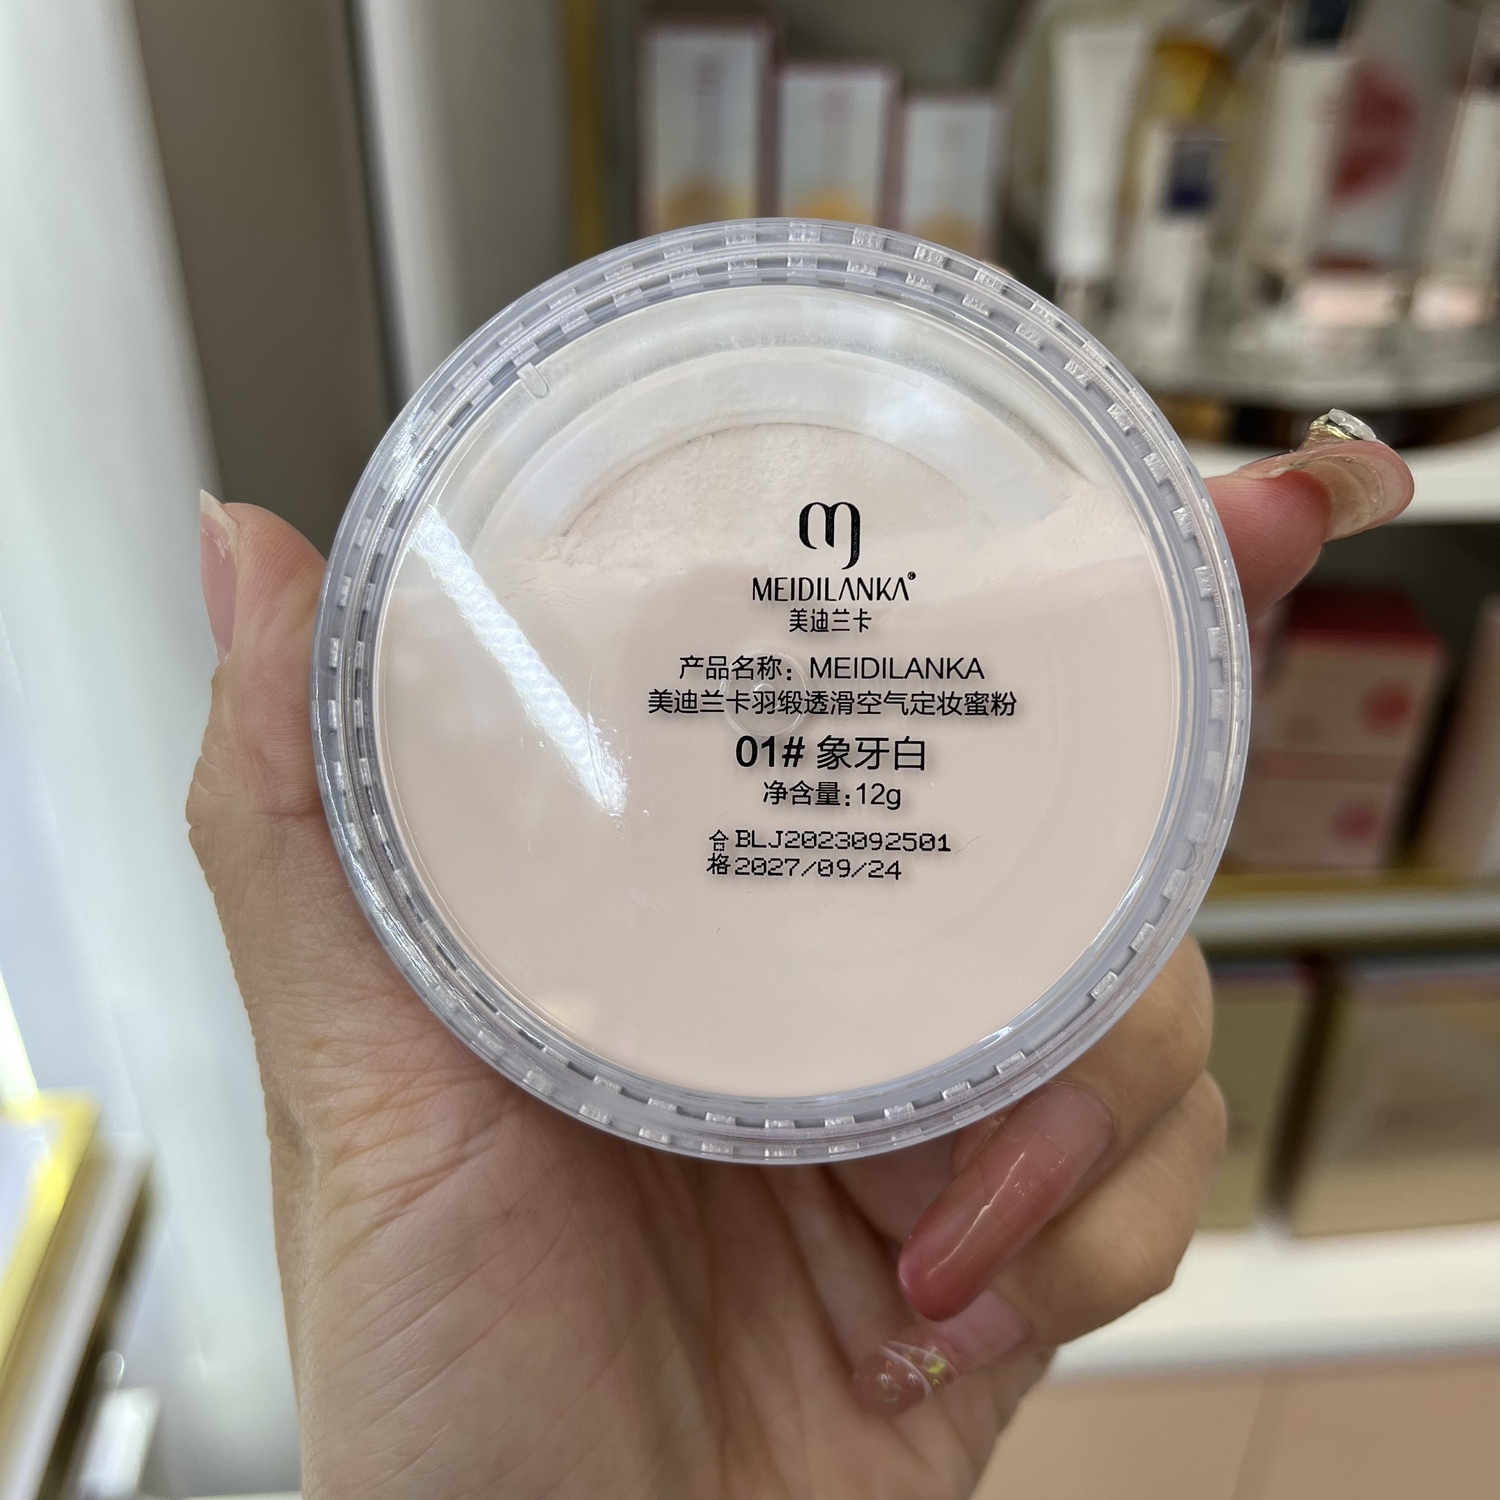 MEIDILANKA®
美迪兰卡
产品名称：MEIDILANKA
美迪兰卡羽缎透滑空气定妆蜜粉
01# 象牙白
净含量：12g
合 BLJ2023092501
格 2027/09/24